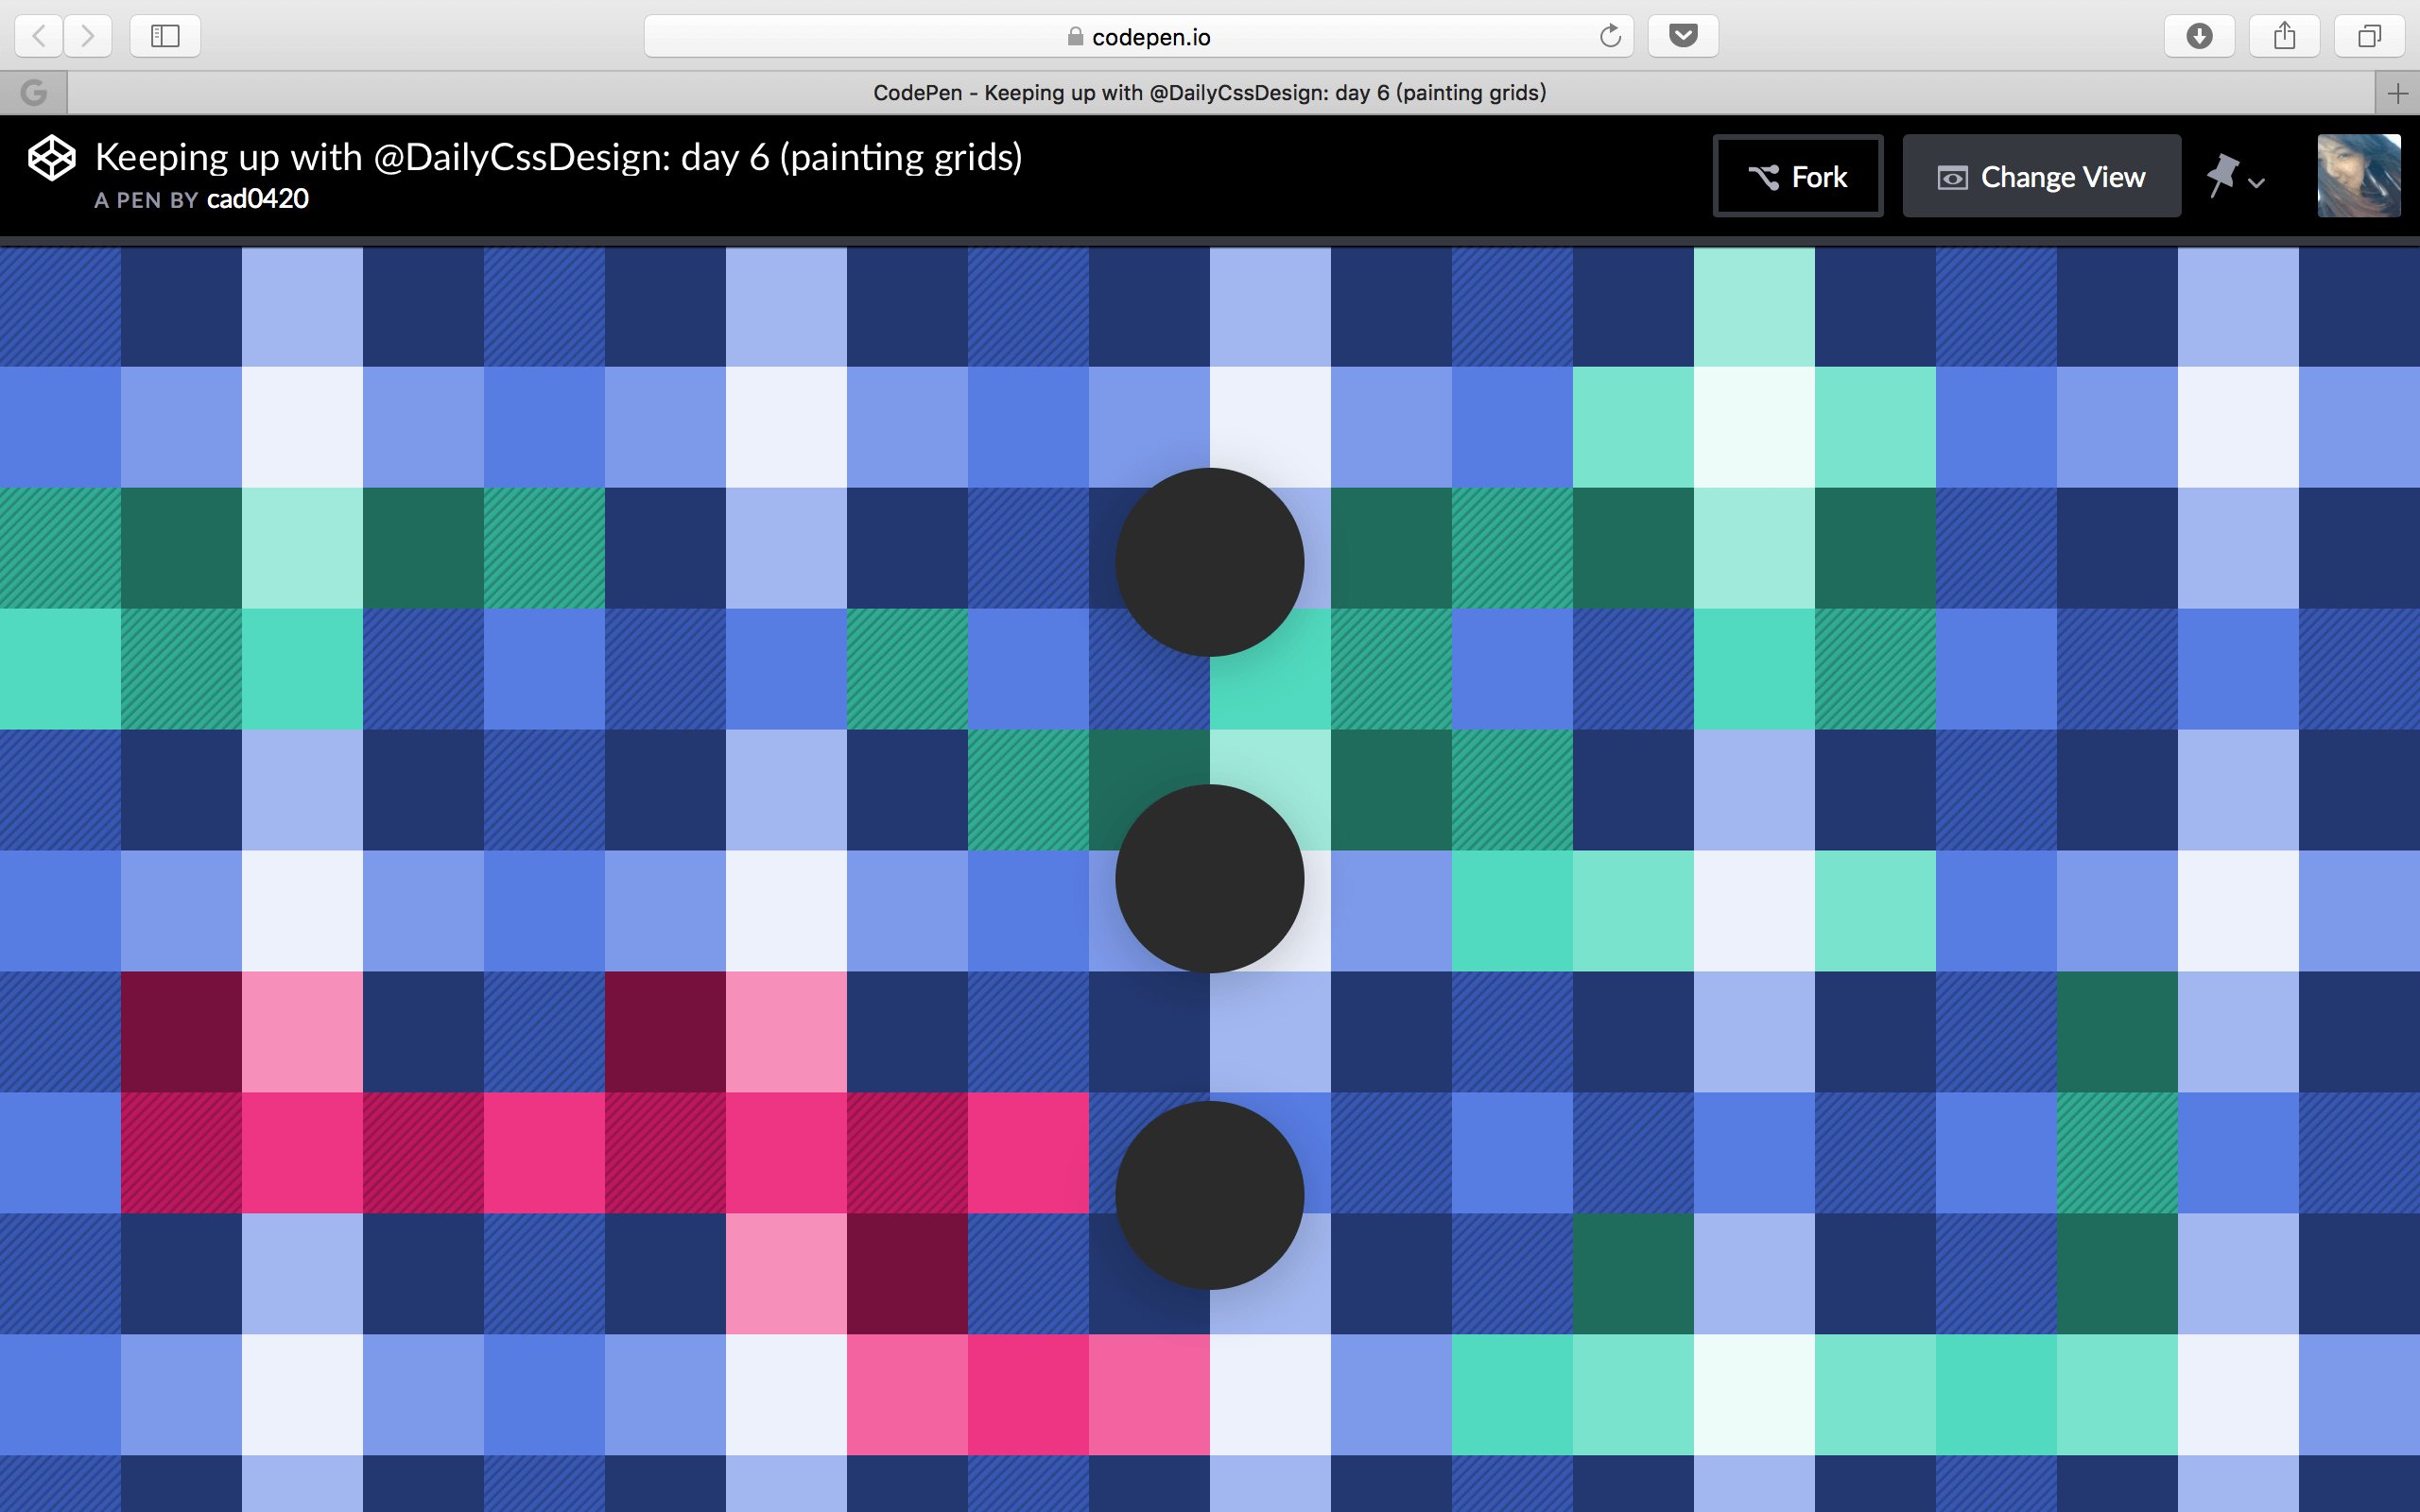 codepen.io
G
CodePen - Keeping up with @DailyCssDesign: day 6 (painting grids)
Keeping up with @DailyCssDesign: day 6 (painting grids)
A PEN BY cad0420
Fork
Change View